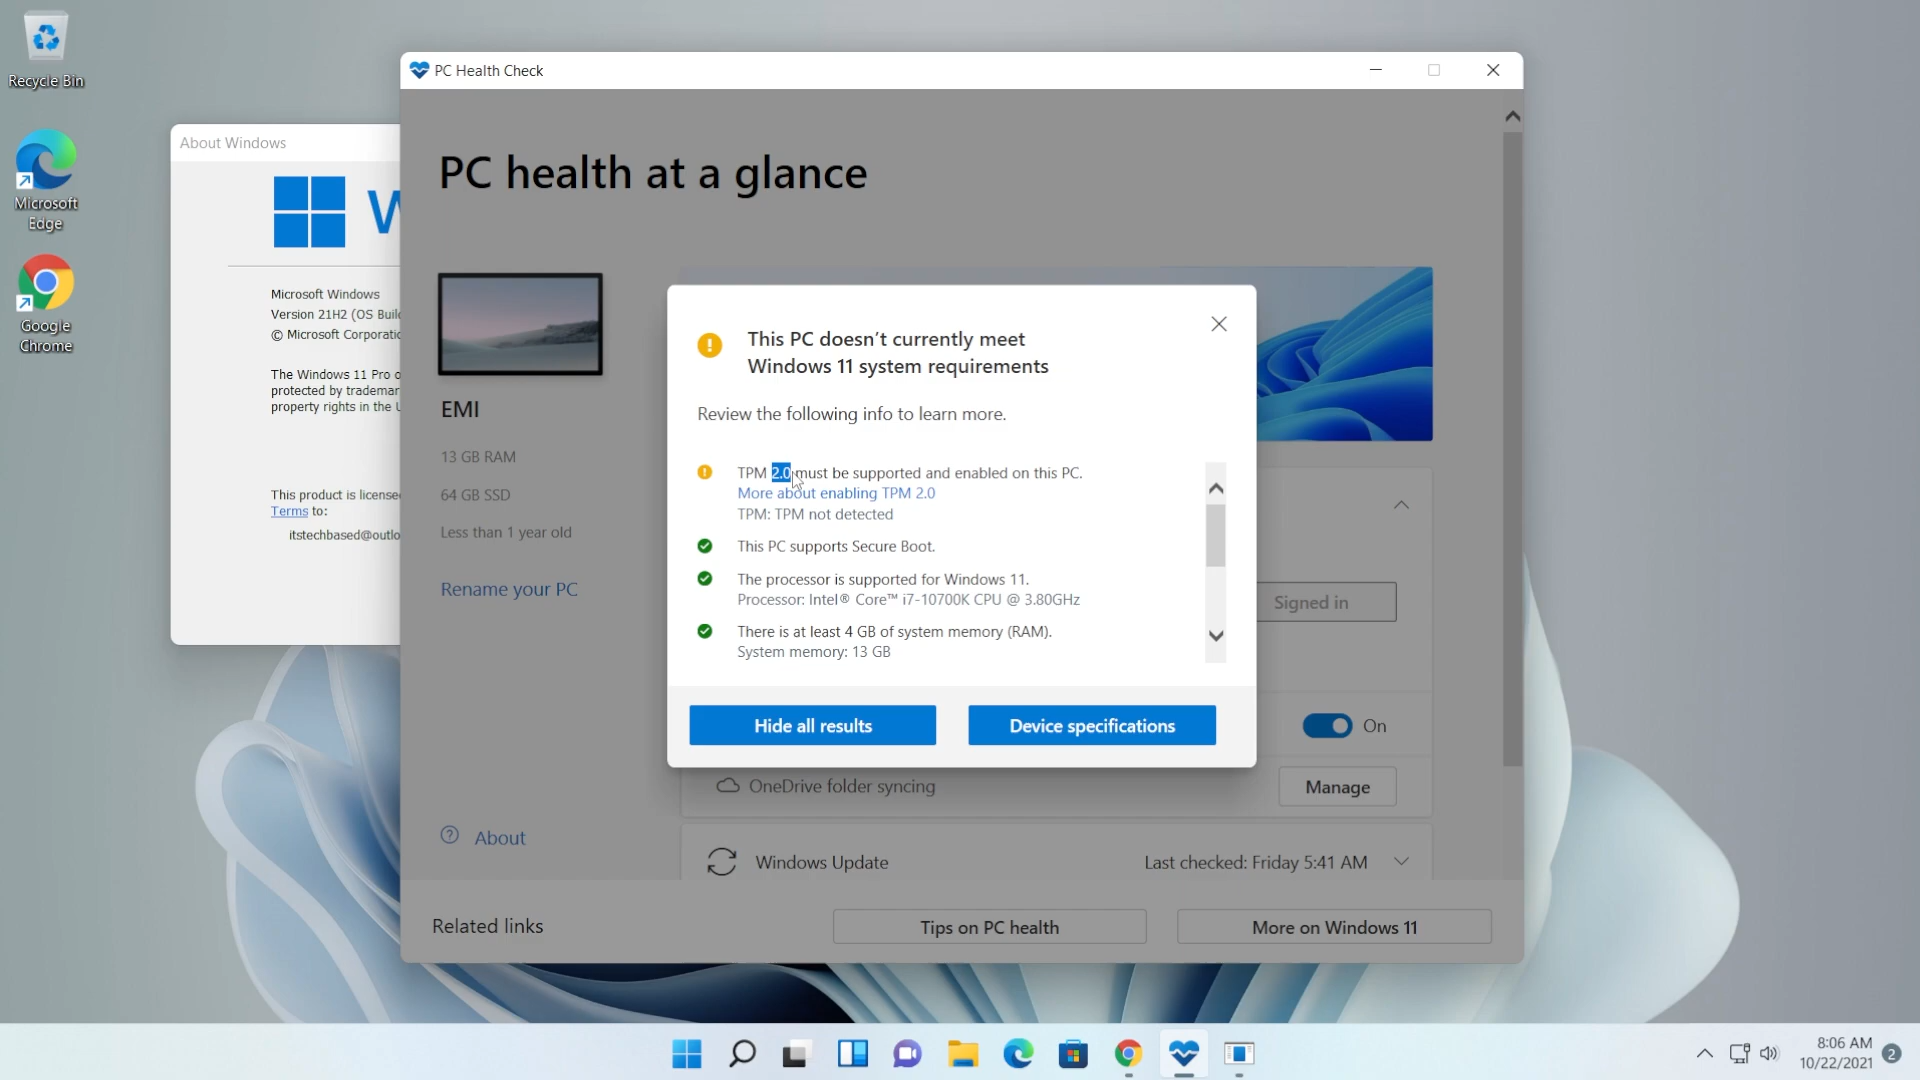 Recycle Bin
Microsoft
Edge
Google
Chrome
About Windows
W
Microsoft Windows
Version 21H2 (OS Buil
© Microsoft Corporatio
The Windows 11 Pro o
protected by trademar
property rights in the U
This product is license
Terms to:
itstechbased@outlo
PC Health Check
PC health at a glance
EMI
13 GB RAM
64 GB SSD
Less than 1 year old
Rename your PC
About
This PC doesn't currently meet
Windows 11 system requirements
Review the following info to learn more.
TPM 2.0 must be supported and enabled on this PC.
More about enabling TPM 2.0
TPM: TPM not detected
This PC supports Secure Boot.
The processor is supported for Windows 11.
Processor: Intel® Core™ i7-10700K CPU @ 3.80GHz
There is at least 4 GB of system memory (RAM).
System memory: 13 GB
Hide all results
Device specifications
Signed in
On
OneDrive folder syncing
Manage
Windows Update
Last checked: Friday 5:41 AM
Related links
Tips on PC health
More on Windows 11
8:06 AM
10/22/2021
2